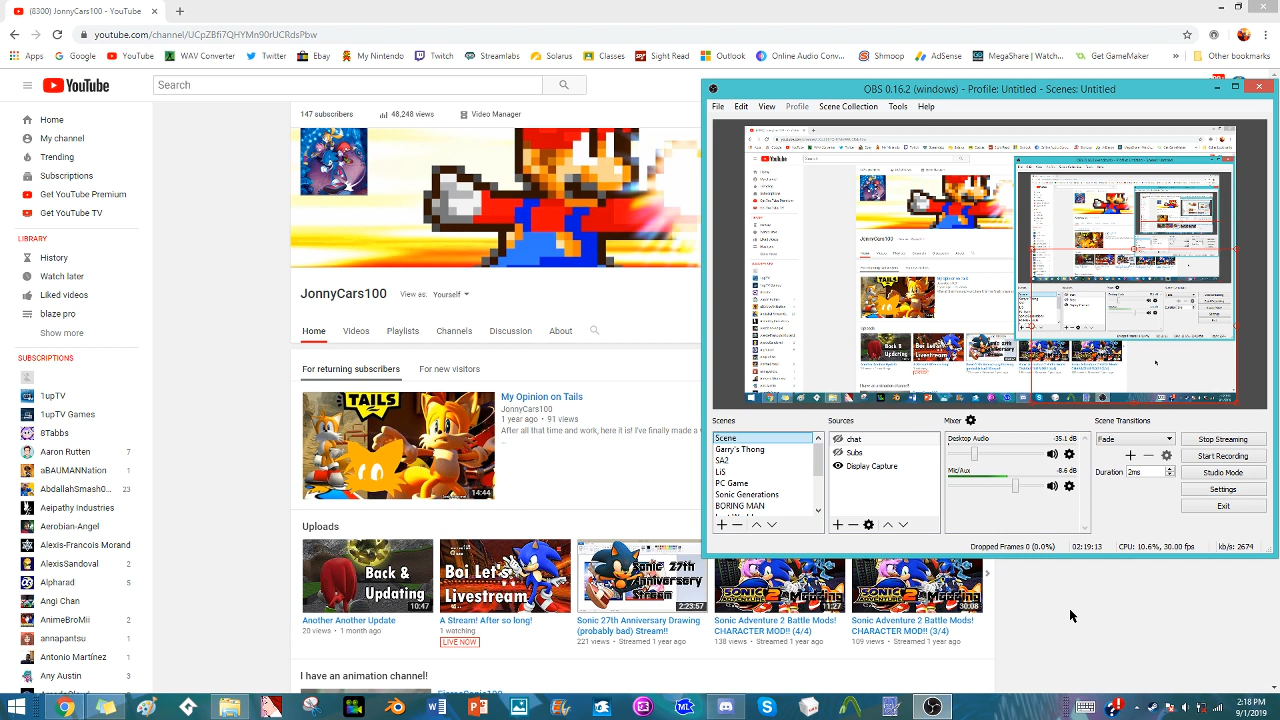 (8300) JonnyCars100 - YouTube
youtube.com/channel/UCpZBfi7QHYMn90rUCRdsPbw
Apps Google YouTube WAV Converter Twitter Ebay My Nintendo Twitch Streamlabs Solarus Classes Sight Read Outlook Online Audio Conv... Shmoop AdSense MegaShare | Watch... Get GameMaker Other bookmarks
YouTube
Search
Home
My channel
Trending
Subscriptions
Get YouTube Premium
Get YouTube TV
LIBRARY
History
Watch later
Liked videos
Show more
SUBSCRIPTIONS
1upTV Games
8Tabbs
Aaron Rutten 7
aBAUMANNation 1
AbdallahSmash0... 23
Aeipathy Industries
Aerobian-Angel
Alexis-Francois Morand
AlexisSandoval 2
Alpharad 5
Angi Chan
AnimeBroMii 2
annapantsu 1
Antonio Martínez 1
Any Austin 3
147 subscribers 48,248 views Video Manager
JonnyCars100 View as: Yourself
Home Videos Playlists Channels Discussion About
For new visitors
TAILS
14:44
My Opinion on Tails
JonnyCars100
1 year ago • 91 views
After all that time and work, here it is! I've finally made a
...
Uploads
Back & Updating
10:47
Another Another Update
20 views • 1 month ago
Boi Let's Livestream
A Stream! After so long!
1 watching
LIVE NOW
Sonic 27th Anniversary Stream
2:23:57
Sonic 27th Anniversary Drawing (probably bad) Stream!!
221 views • Streamed 1 year ago
11:27
Sonic Adventure 2 Battle Mods! CHARACTER MOD!! (4/4)
138 views • Streamed 1 year ago
30:08
Sonic Adventure 2 Battle Mods! CHARACTER MOD!! (3/4)
109 views • Streamed 1 year ago
I have an animation channel!
OBS 0.16.2 (windows) - Profile: Untitled - Scenes: Untitled
File Edit View Profile Scene Collection Tools Help
Scenes
Scene
Garry's Thong
SA2
LiS
PC Game
Sonic Generations
BORING MAN
Sources
chat
Subs
Display Capture
Mixer
Desktop Audio -35.1 dB
Mic/Aux -8.6 dB
Scene Transitions
Fade
Duration 2ms
Stop Streaming
Start Recording
Studio Mode
Settings
Exit
Dropped Frames 0 (0.0%) 02:19:13 CPU: 10.6%, 30.00 fps kb/s: 2674
2:18 PM
9/1/2019